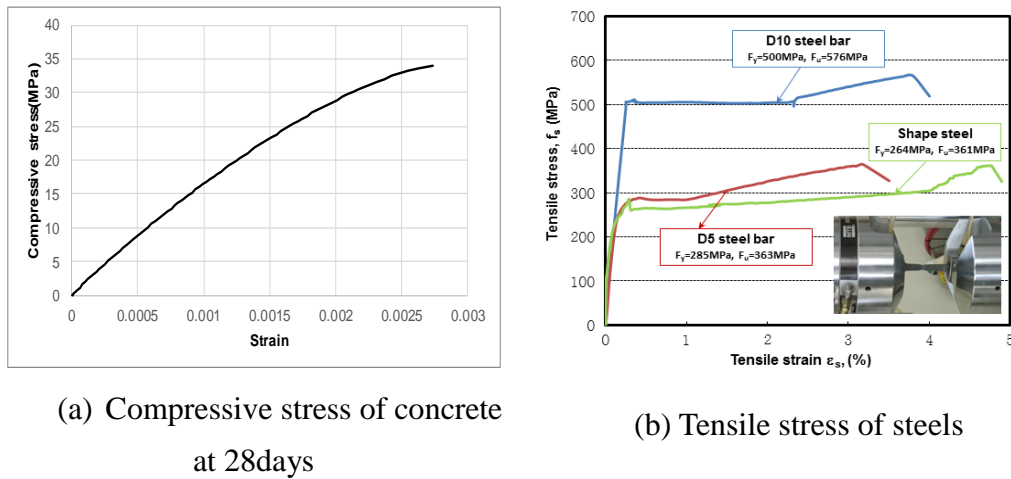 40
35
30
25
20
15
10
5
0
Compressive stress(MPa)
0
0.0005
0.001
0.0015
0.002
0.0025
0.003
Strain
(a) Compressive stress of concrete
at 28days
700
600
500
400
300
200
100
0
Tensile stress, fs (MPa)
D10 steel bar
Fy=500MPa, Fu=576MPa
Shape steel
Fy=264MPa, Fu=361MPa
D5 steel bar
Fy=285MPa, Fu=363MPa
0
1
2
3
4
5
Tensile strain εs, (%)
(b) Tensile stress of steels